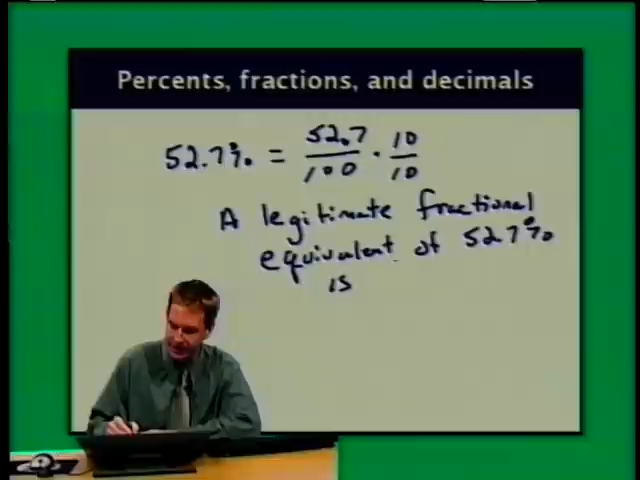 Percents, fractions, and decimals
52.7% = 52.7/100 · 10/10
A legitimate fractional
equivalent of 52.7%
is